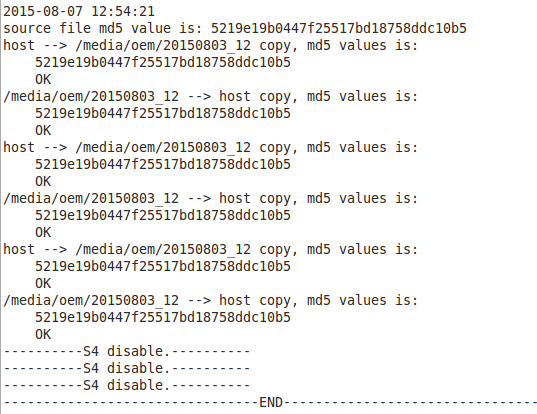 2015-08-07 12:54:21
source file md5 value is: 5219e19b0447f25517bd18758ddc10b5
host --> /media/oem/20150803_12 copy, md5 values is:
    5219e19b0447f25517bd18758ddc10b5
    OK
/media/oem/20150803_12 --> host copy, md5 values is:
    5219e19b0447f25517bd18758ddc10b5
    OK
host --> /media/oem/20150803_12 copy, md5 values is:
    5219e19b0447f25517bd18758ddc10b5
    OK
/media/oem/20150803_12 --> host copy, md5 values is:
    5219e19b0447f25517bd18758ddc10b5
    OK
host --> /media/oem/20150803_12 copy, md5 values is:
    5219e19b0447f25517bd18758ddc10b5
    OK
/media/oem/20150803_12 --> host copy, md5 values is:
    5219e19b0447f25517bd18758ddc10b5
    OK
----------S4 disable.----------
----------S4 disable.----------
----------S4 disable.----------
--------------------------------END--------------------------------